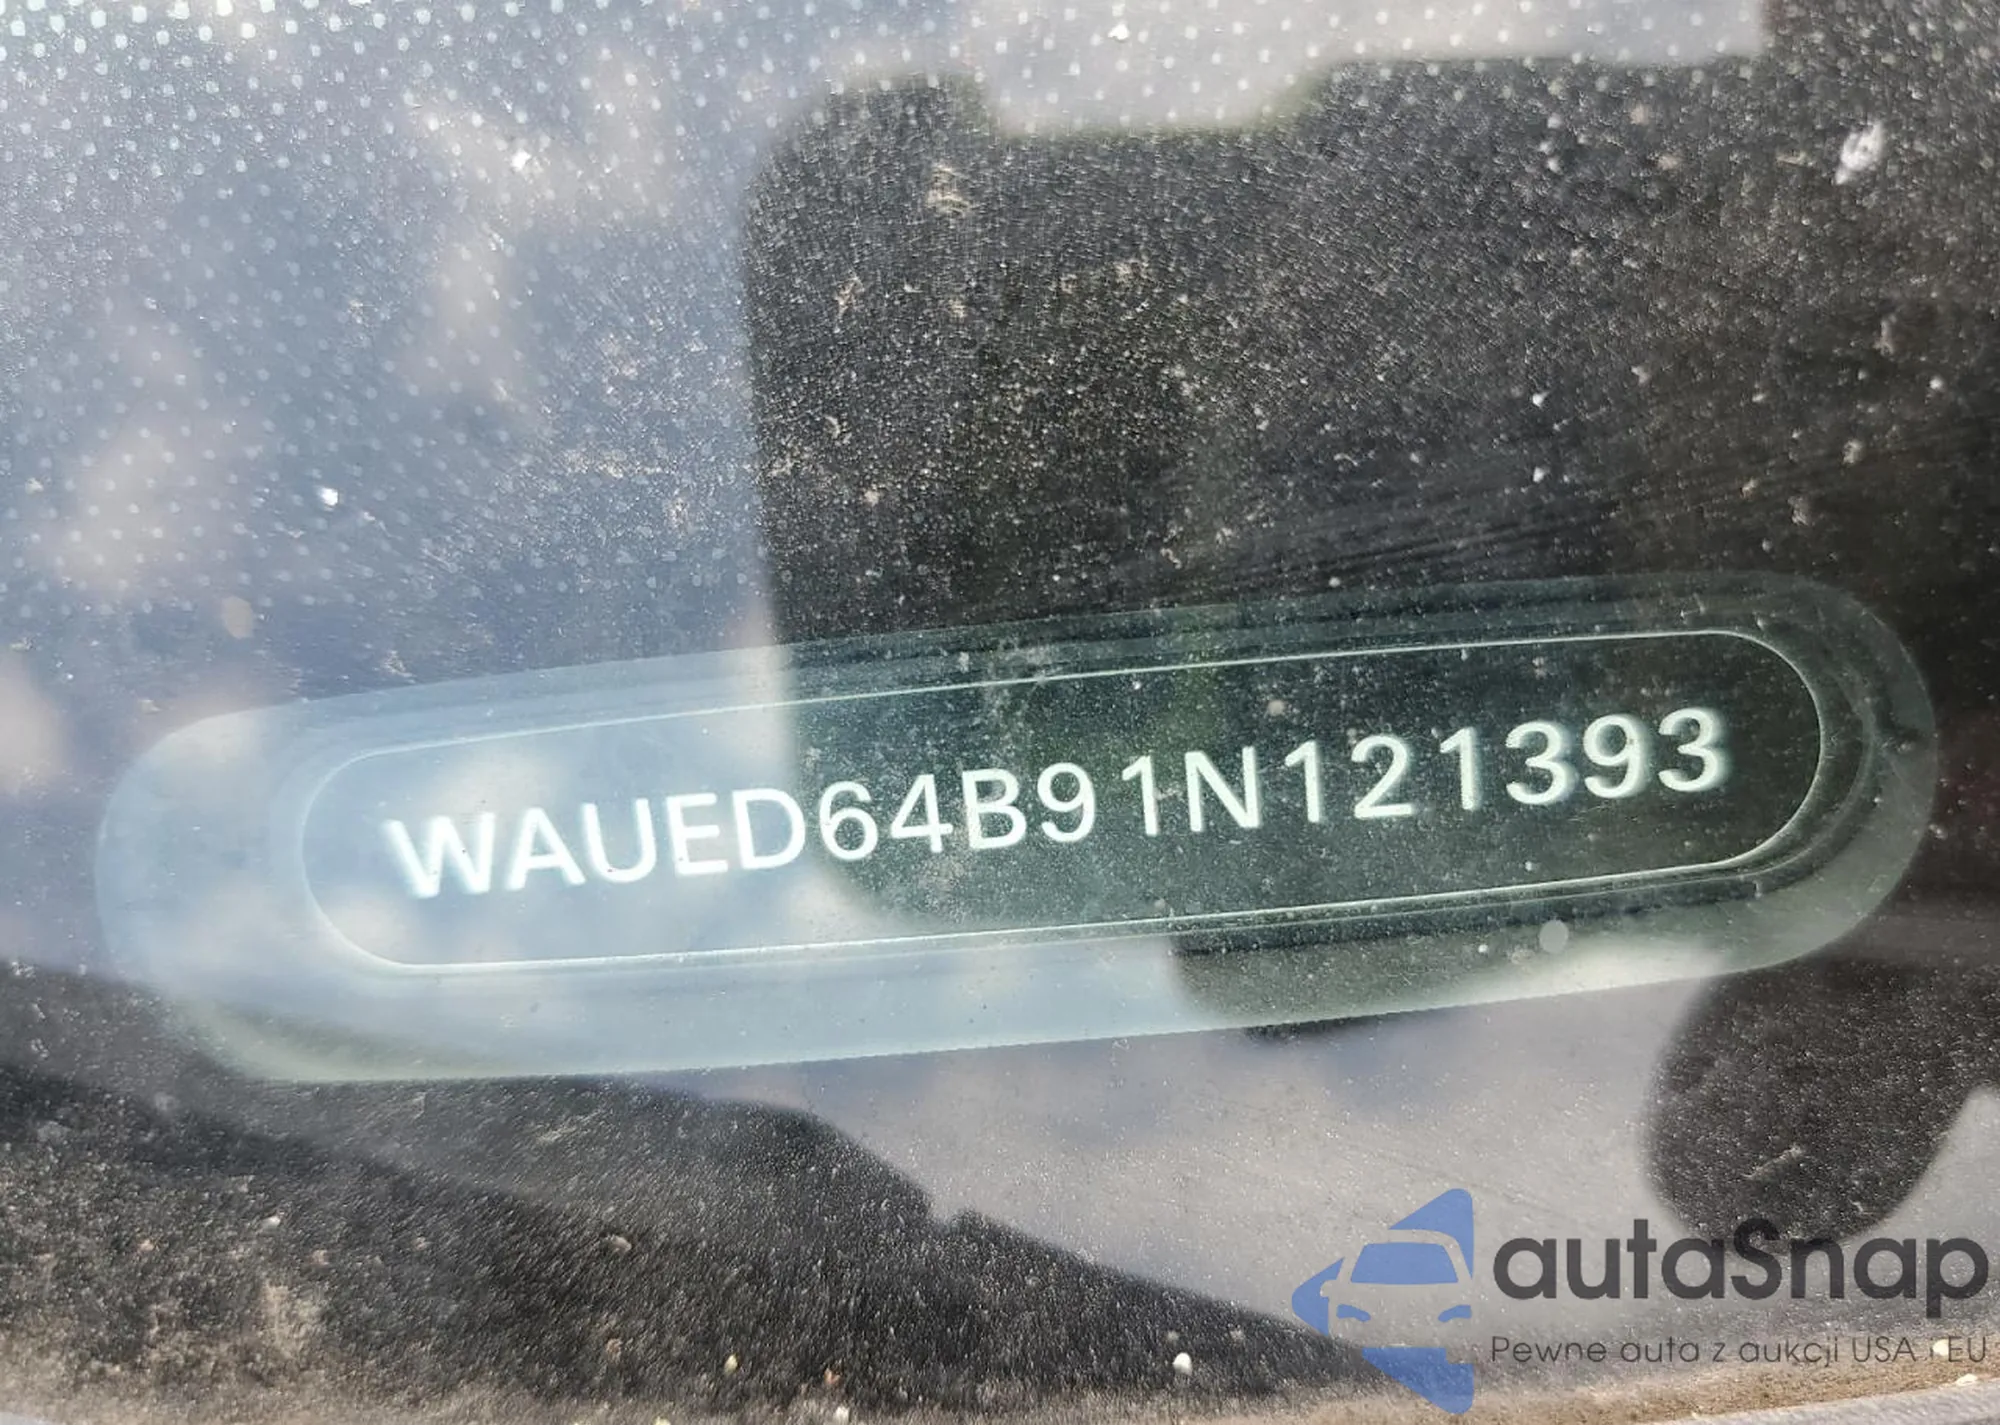 WAUED64B91N121393
autaSnap
Pewne auta z aukcji USA i EU